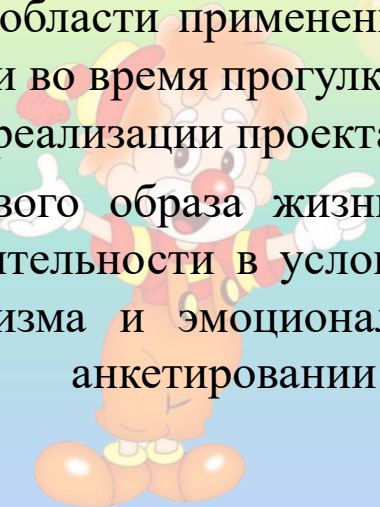 области применен
и во время прогулк
реализации проекта
вого образа жизн
ительности в услов
изма и эмоционал
анкетировании